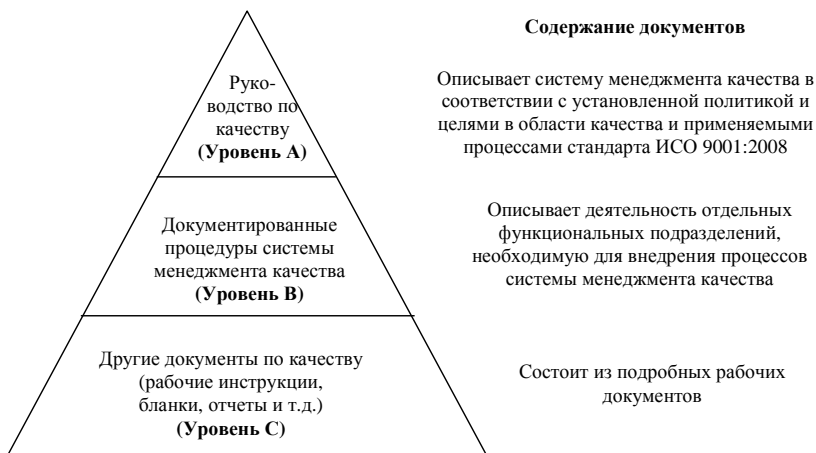 Содержание документов
Руко-
водство по
качеству
(Уровень А)
Описывает систему менеджмента качества в
соответствии с установленной политикой и
целями в области качества и применяемыми
процессами стандарта ИСО 9001:2008
Документированные
процедуры системы
менеджмента качества
(Уровень В)
Описывает деятельность отдельных
функциональных подразделений,
необходимую для внедрения процессов
системы менеджмента качества
Другие документы по качеству
(рабочие инструкции,
бланки, отчеты и т.д.)
(Уровень С)
Состоит из подробных рабочих
документов